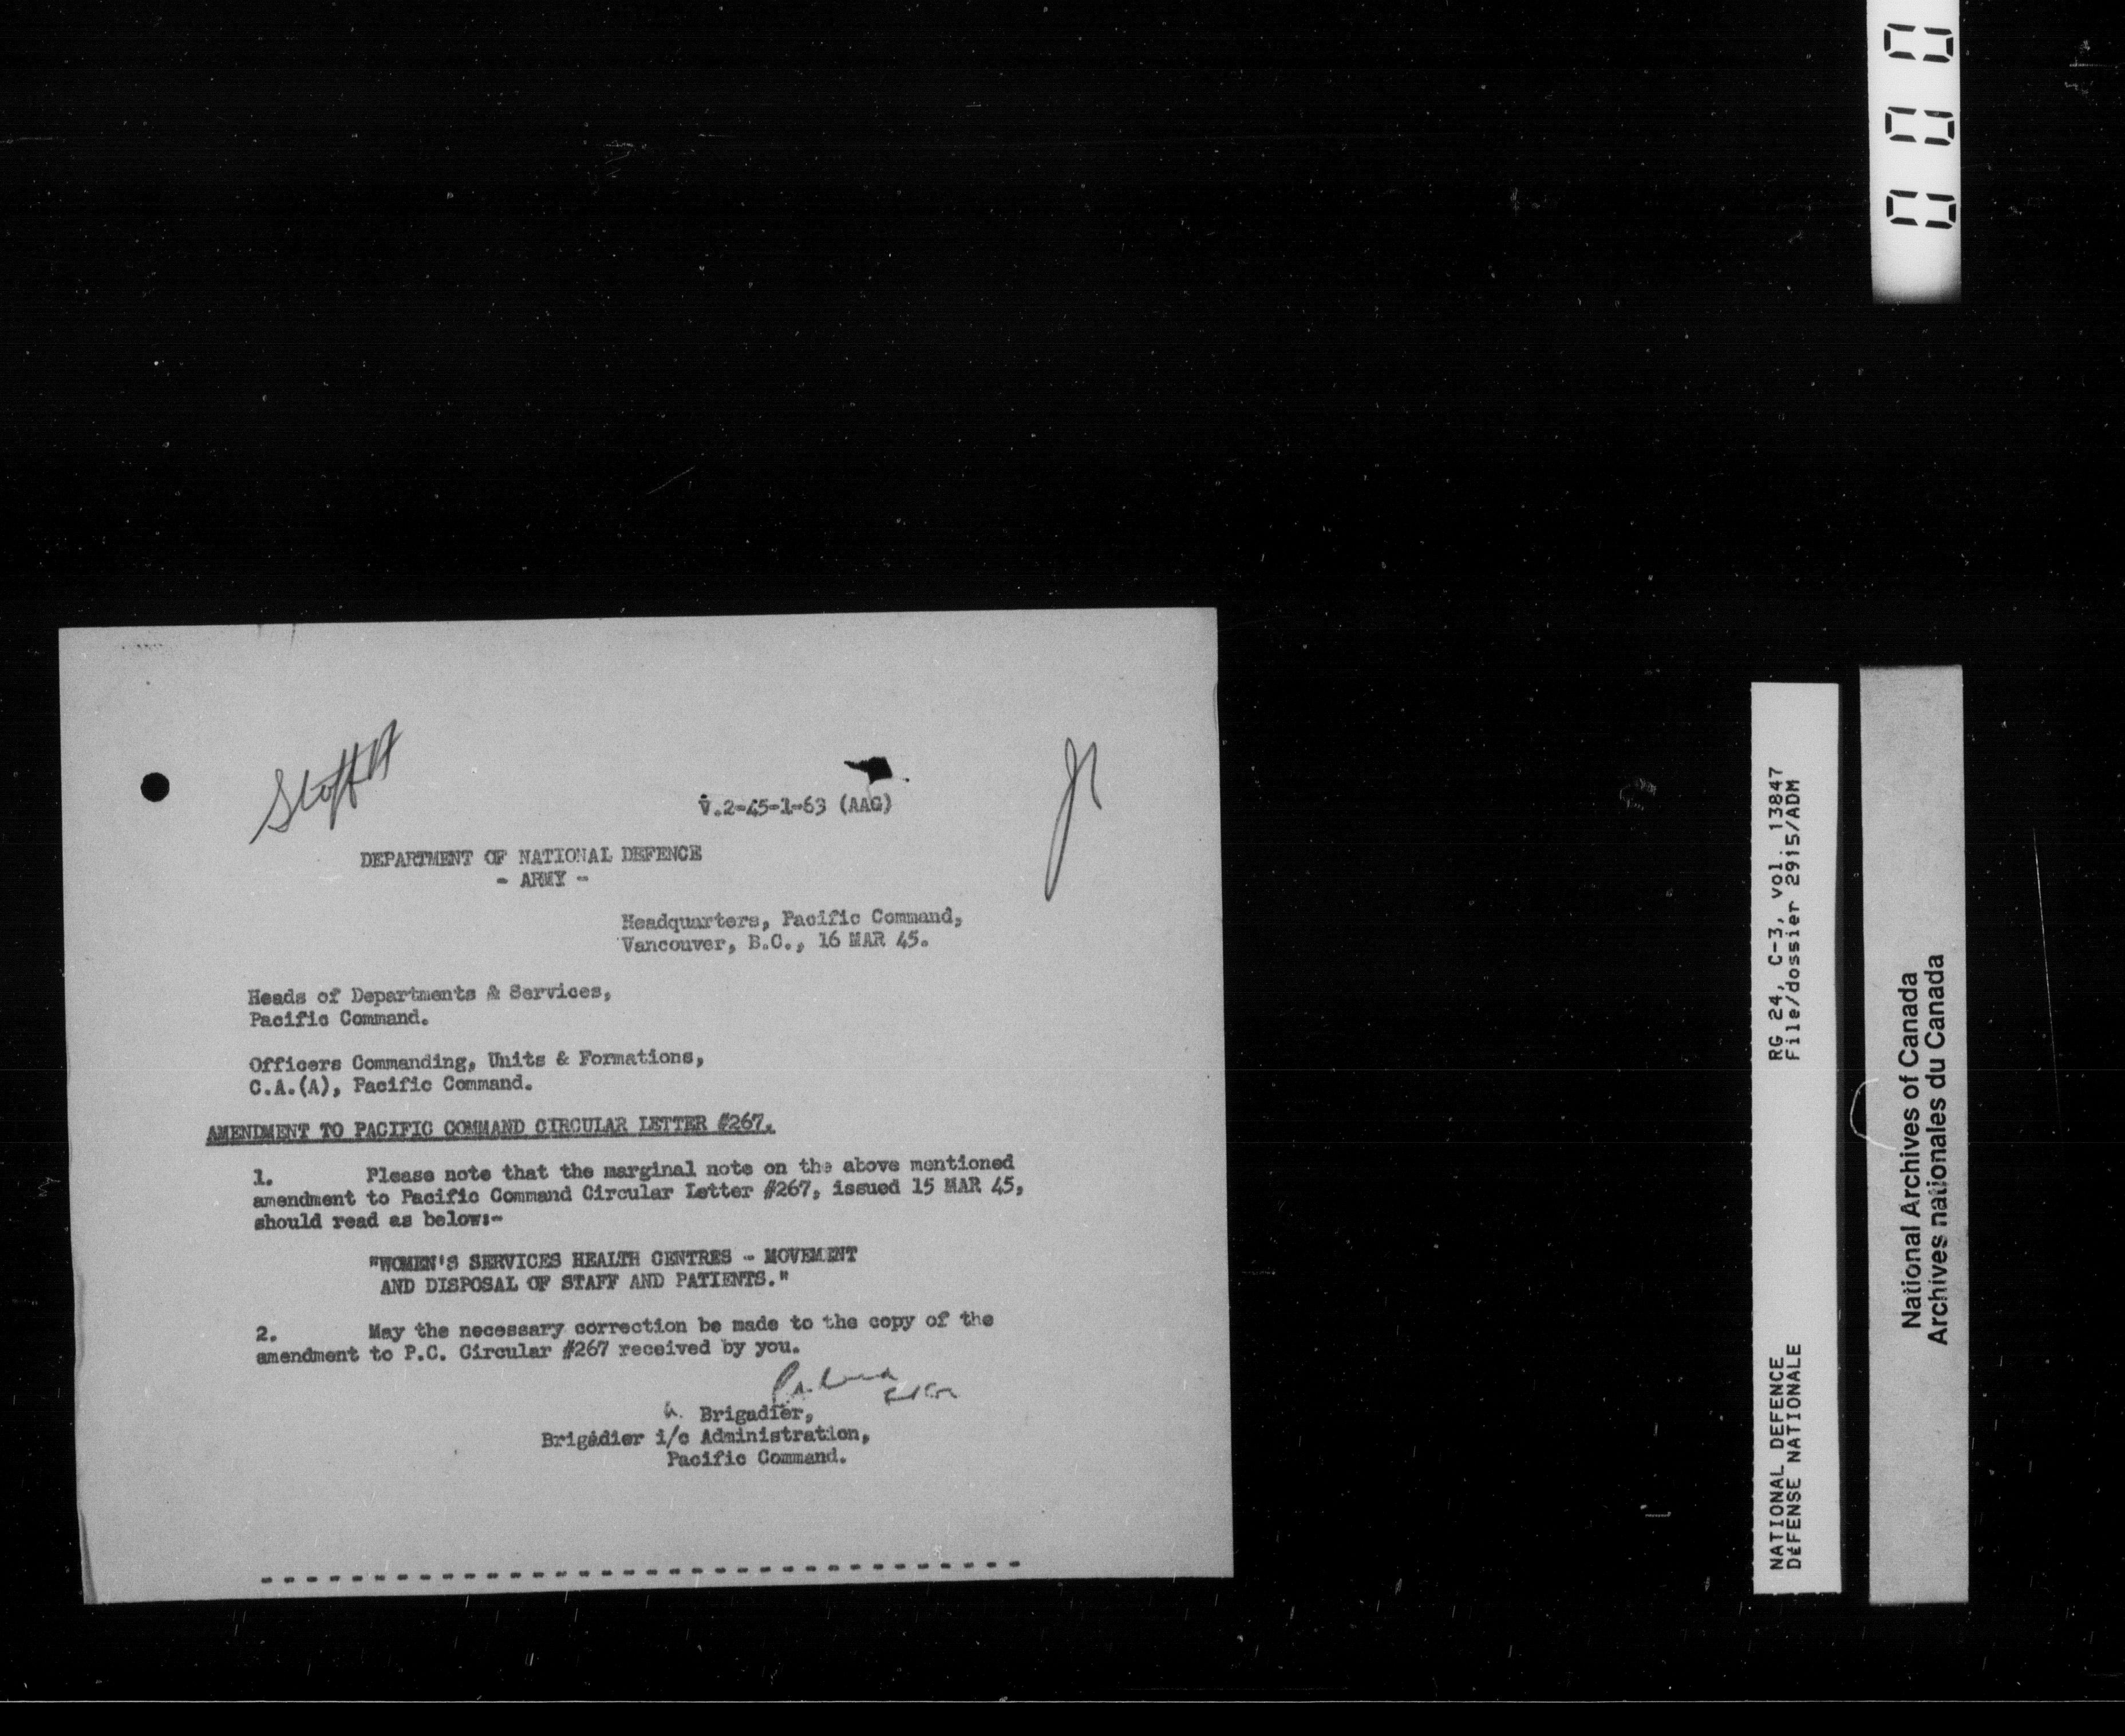 V.2-45-1-63 (AAG)
DEPARTMENT OF NATIONAL DEFENCE
- ARMY -
Headquarters, Pacific Command,
Vancouver, B.C., 16 MAR 45.
Heads of Departments & Services,
Pacific Command.
Officers Commanding, Units & Formations,
C.A.(A), Pacific Command.
AMENDMENT TO PACIFIC COMMAND CIRCULAR LETTER #267.
1. Please note that the marginal note on the above mentioned
amendment to Pacific Command Circular Letter #267, issued 15 MAR 45,
should read as below:-
"WOMEN'S SERVICES HEALTH CENTRES - MOVEMENT
AND DISPOSAL OF STAFF AND PATIENTS."
2. May the necessary correction be made to the copy of the
amendment to P.C. Circular #267 received by you.
Brigadier,
Brigadier i/c Administration,
Pacific Command.
RG 24, C-3, vol. 13847
File/dossier 2915/ADM
NATIONAL DEFENCE
DÉFENSE NATIONALE
National Archives of Canada
Archives nationales du Canada